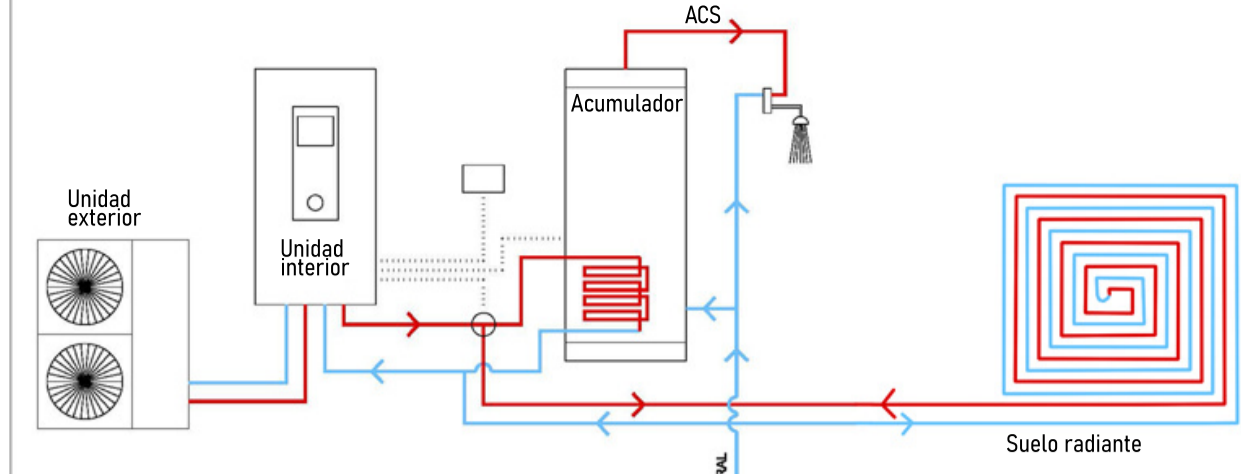 ACS
Acumulador
Unidad
exterior
Unidad
interior
Suelo radiante